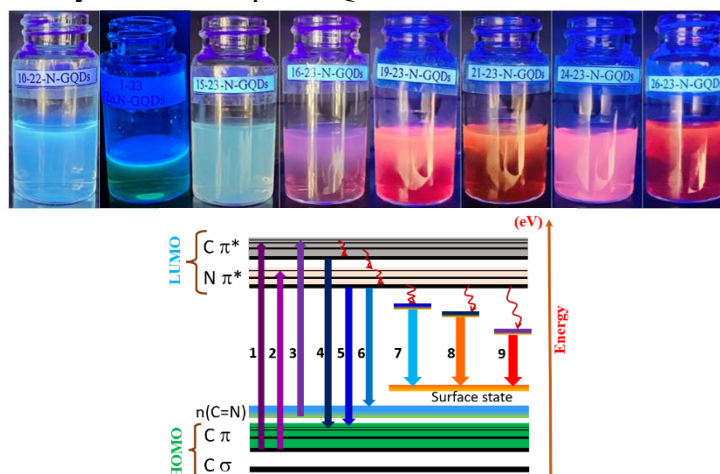 10-22-N-GQDs
1-23
15-23-N-GQDs
16-23-N-GQDs
19-23-N-GQDs
21-23-N-GQDs
24-23-N-GQDs
26-23-N-GQDs
(eV)
LUMO
C π*
N π*
1 2 3 4 5 6 7 8 9
Energy
Surface state
n(C=N)
HOMO
C π
C σ